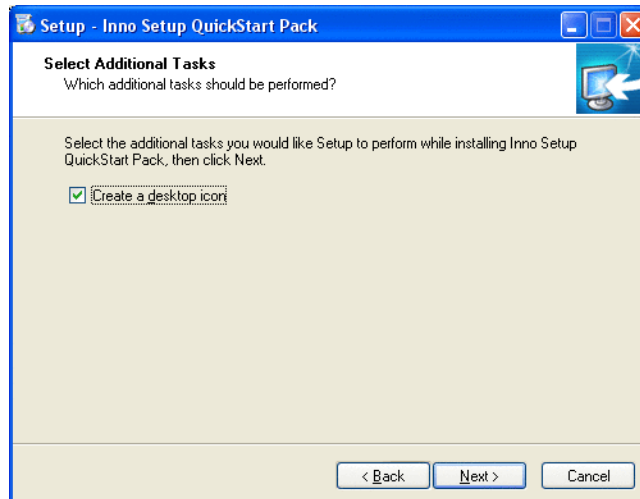 Setup - Inno Setup QuickStart Pack
Select Additional Tasks
Which additional tasks should be performed?
Select the additional tasks you would like Setup to perform while installing Inno Setup
QuickStart Pack, then click Next.
Create a desktop icon
< Back Next > Cancel